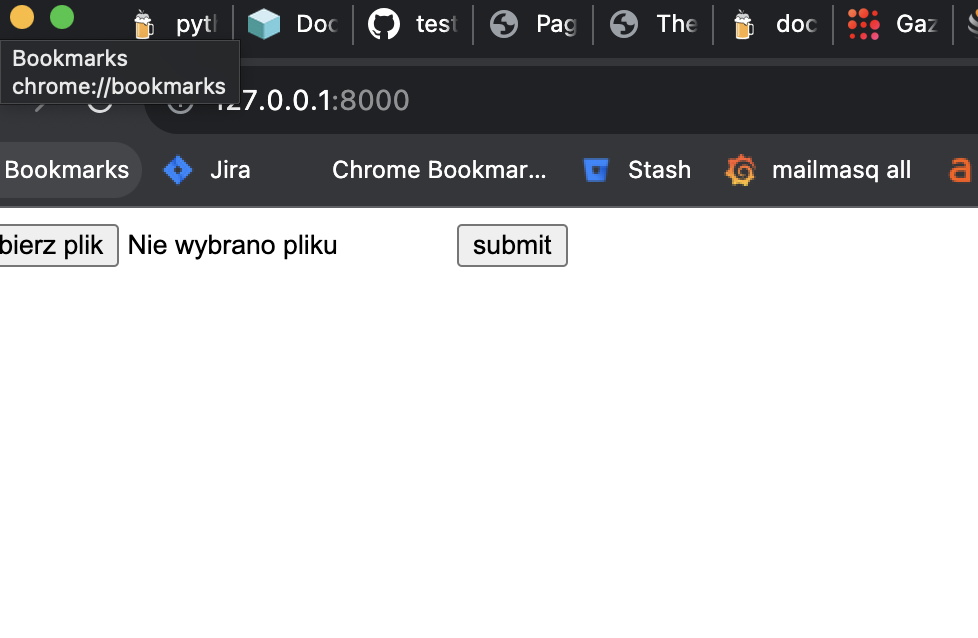 pyth Doc test Pag The doc Gaz
Bookmarks
chrome://bookmarks
127.0.0.1:8000
Bookmarks Jira Chrome Bookmar... Stash mailmasq all a
bierz plik Nie wybrano pliku submit